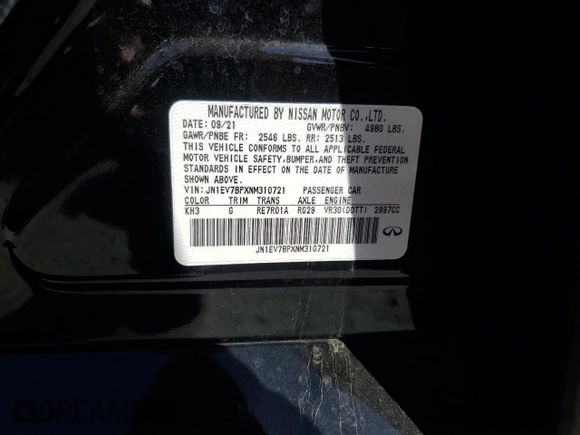 MANUFACTURED BY NISSAN MOTOR CO.,LTD.
DATE: 09/21 GVWR/PNBV: 4980 LBS.
GAWR/PNBE FR: 2546 LBS. RR: 2513 LBS.
THIS VEHICLE CONFORMS TO ALL APPLICABLE FEDERAL
MOTOR VEHICLE SAFETY,BUMPER,AND THEFT PREVENTION
STANDARDS IN EFFECT ON THE DATE OF MANUFACTURE
SHOWN ABOVE.
VIN: JN1EV7BPXNM310721 PASSENGER CAR
COLOR TRIM TRANS AXLE ENGINE
KH3 G RE7R01A RG29 VR30(DDTT) 2997CC
JN1EV7BPXNM310721